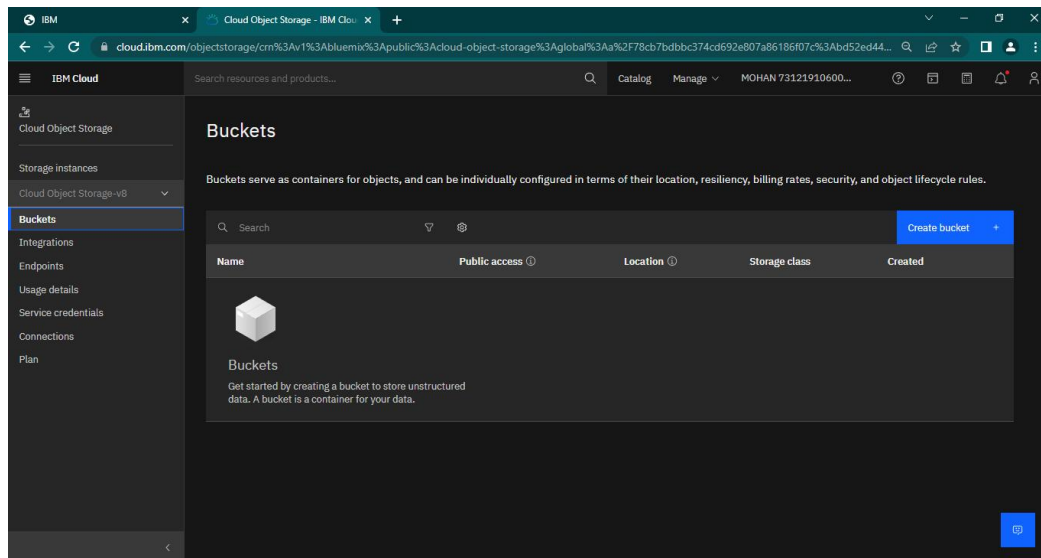 IBM
Cloud Object Storage - IBM Clou
cloud.ibm.com/objectstorage/crn%3Av1%3Abluemix%3Apublic%3Acloud-object-storage%3Aglobal%3Aa%2F78cb7bdbbc374cd692e807a86186f07c%3Abd52ed44...
IBM Cloud
Search resources and products...
Catalog
Manage
MOHAN 73121910600...
Cloud Object Storage
Storage instances
Cloud Object Storage-v8
Buckets
Integrations
Endpoints
Usage details
Service credentials
Connections
Plan
Buckets
Buckets serve as containers for objects, and can be individually configured in terms of their location, resiliency, billing rates, security, and object lifecycle rules.
Search
Create bucket +
Name Public access Location Storage class Created
Buckets
Get started by creating a bucket to store unstructured
data. A bucket is a container for your data.